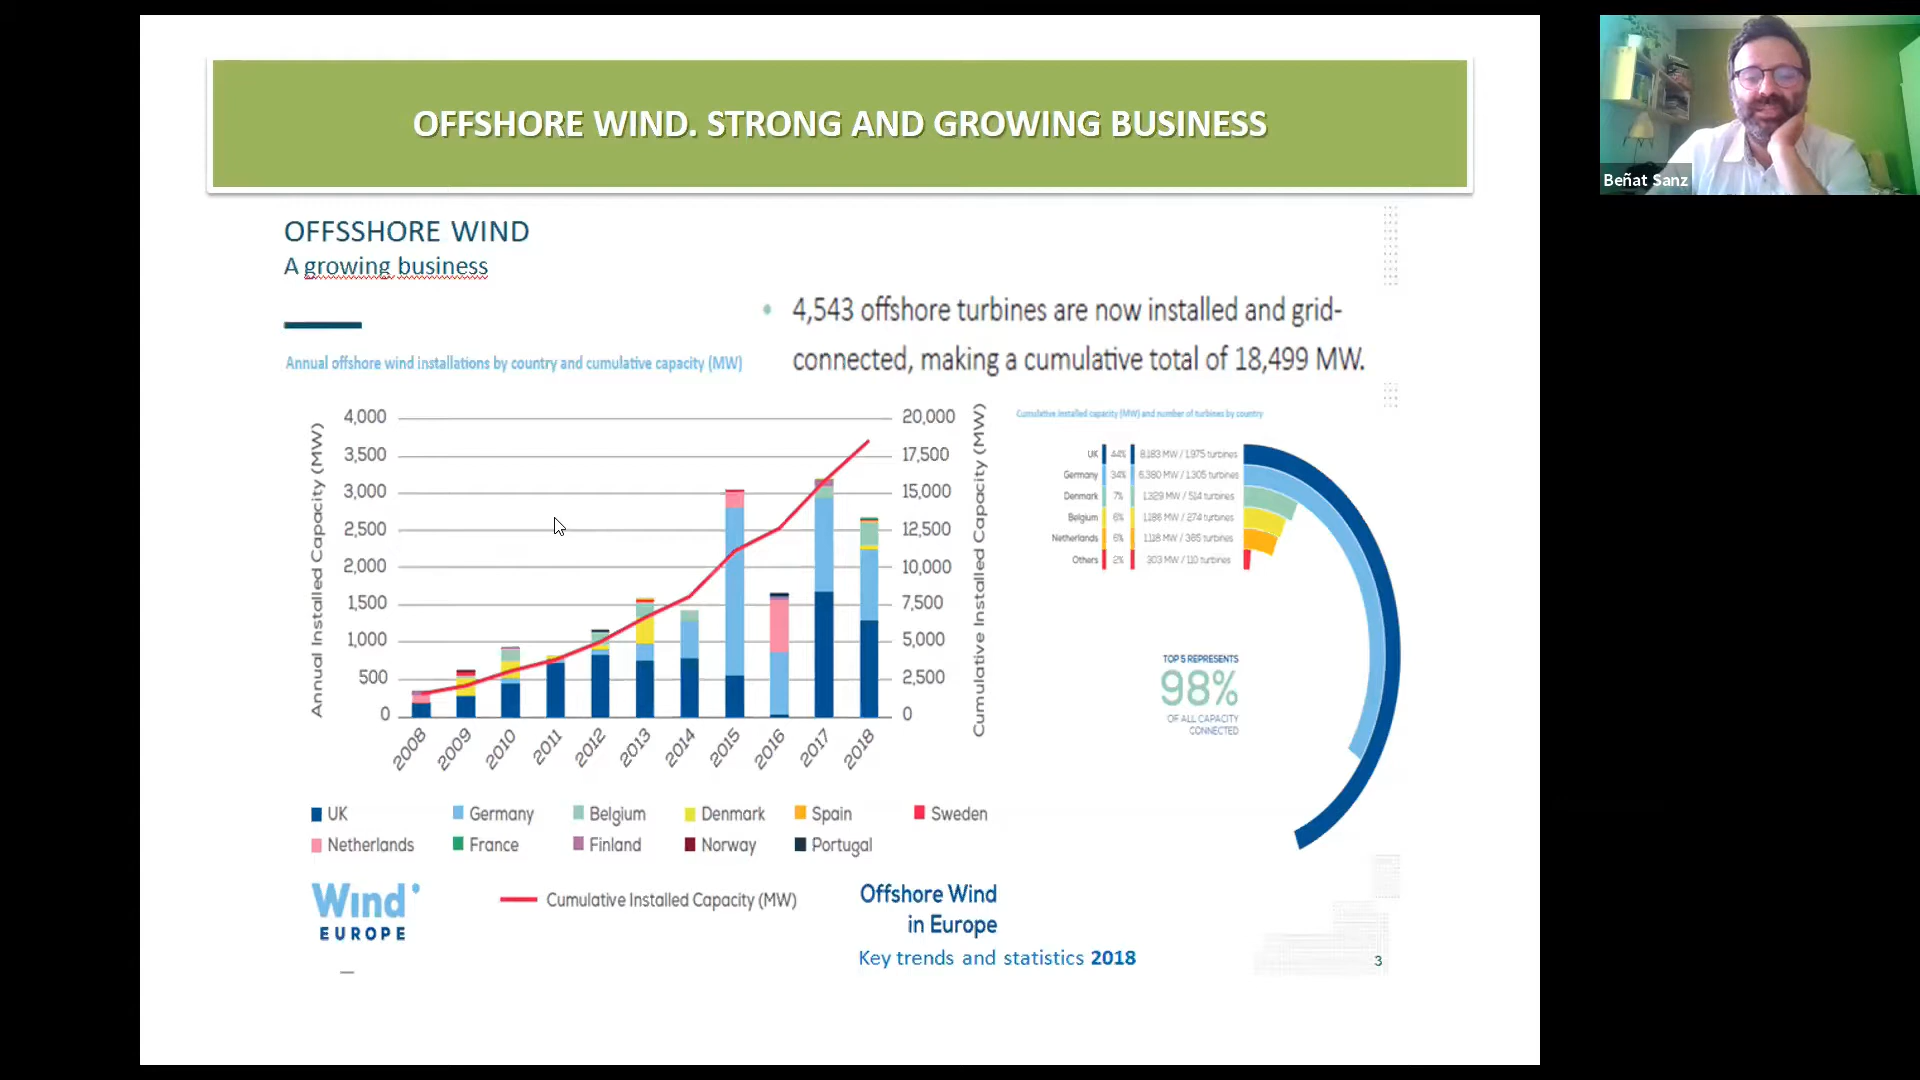 OFFSHORE WIND. STRONG AND GROWING BUSINESS
Beñat Sanz
OFFSSHORE WIND
A growing business
• 4,543 offshore turbines are now installed and grid-
connected, making a cumulative total of 18,499 MW.
Annual offshore wind installations by country and cumulative capacity (MW)
Annual Installed Capacity (MW)
4,000
3,500
3,000
2,500
2,000
1,500
1,000
500
0
20,000
17,500
15,000
12,500
10,000
7,500
5,000
2,500
0
Cumulative Installed Capacity (MW)
2008 2009 2010 2011 2012 2013 2014 2015 2016 2017 2018
UK Germany Belgium Denmark Spain Sweden
Netherlands France Finland Norway Portugal
Cumulative Installed Capacity (MW)
Cumulative installed capacity (MW) and number of turbines by country
UK 44% 8,183 MW / 1,975 turbines
Germany 34% 6,380 MW / 1,305 turbines
Denmark 7% 1,329 MW / 514 turbines
Belgium 6% 1,186 MW / 274 turbines
Netherlands 6% 1,118 MW / 365 turbines
Others 2% 303 MW / 110 turbines
TOP 5 REPRESENTS
98%
OF ALL CAPACITY
CONNECTED
Wind'
EUROPE
Offshore Wind
in Europe
Key trends and statistics 2018
3